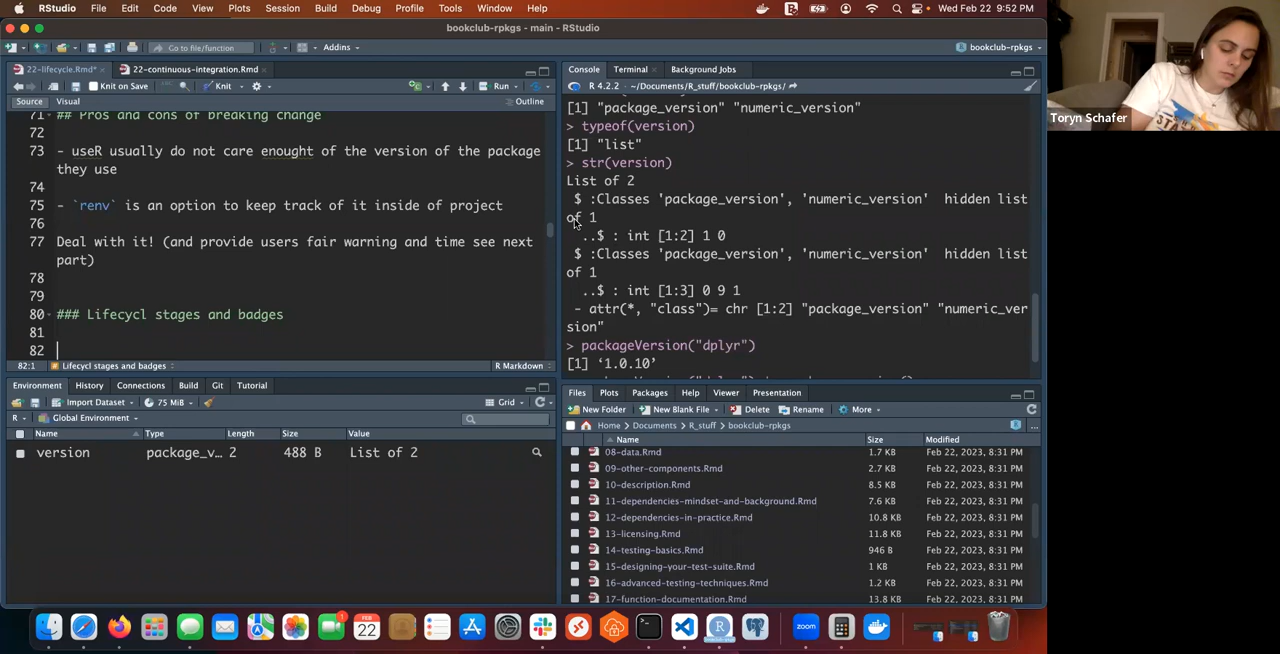 RStudio File Edit Code View Plots Session Build Debug Profile Tools Window Help Wed Feb 22 9:52 PM
bookclub-rpkgs - main - RStudio
Go to file/function Addins bookclub-rpkgs
22-lifecycle.Rmd* 22-continuous-integration.Rmd
Knit on Save Knit Run
Source Visual Outline
71 ## Pros and cons of breaking change
72
73 - useR usually do not care enought of the version of the package
they use
74
75 - `renv` is an option to keep track of it inside of project
76
77 Deal with it! (and provide users fair warning and time see next
part)
78
79
80 ### Lifecycl stages and badges
81
82
82:1 Lifecycl stages and badges R Markdown
Console Terminal Background Jobs
R 4.2.2 · ~/Documents/R_stuff/bookclub-rpkgs/
[1] "package_version" "numeric_version"
> typeof(version)
[1] "list"
> str(version)
List of 2
$ :Classes 'package_version', 'numeric_version' hidden list
of 1
..$ : int [1:2] 1 0
$ :Classes 'package_version', 'numeric_version' hidden list
of 1
..$ : int [1:3] 0 9 1
- attr(*, "class")= chr [1:2] "package_version" "numeric_ver
sion"
> packageVersion("dplyr")
[1] ‘1.0.10’
Environment History Connections Build Git Tutorial
Import Dataset 75 MiB Grid
R Global Environment
Name Type Length Size Value
version package_v… 2 488 B List of 2
Files Plots Packages Help Viewer Presentation
New Folder New Blank File Delete Rename More
Home Documents R_stuff bookclub-rpkgs
Name Size Modified
08-data.Rmd 1.7 KB Feb 22, 2023, 8:31 PM
09-other-components.Rmd 2.7 KB Feb 22, 2023, 8:31 PM
10-description.Rmd 8.5 KB Feb 22, 2023, 8:31 PM
11-dependencies-mindset-and-background.Rmd 7.6 KB Feb 22, 2023, 8:31 PM
12-dependencies-in-practice.Rmd 10.8 KB Feb 22, 2023, 8:31 PM
13-licensing.Rmd 11.8 KB Feb 22, 2023, 8:31 PM
14-testing-basics.Rmd 946 B Feb 22, 2023, 8:31 PM
15-designing-your-test-suite.Rmd 1 KB Feb 22, 2023, 8:31 PM
16-advanced-testing-techniques.Rmd 1.2 KB Feb 22, 2023, 8:31 PM
17-function-documentation.Rmd 13.8 KB Feb 22, 2023, 8:31 PM
Toryn Schafer
FEB
22
zoom